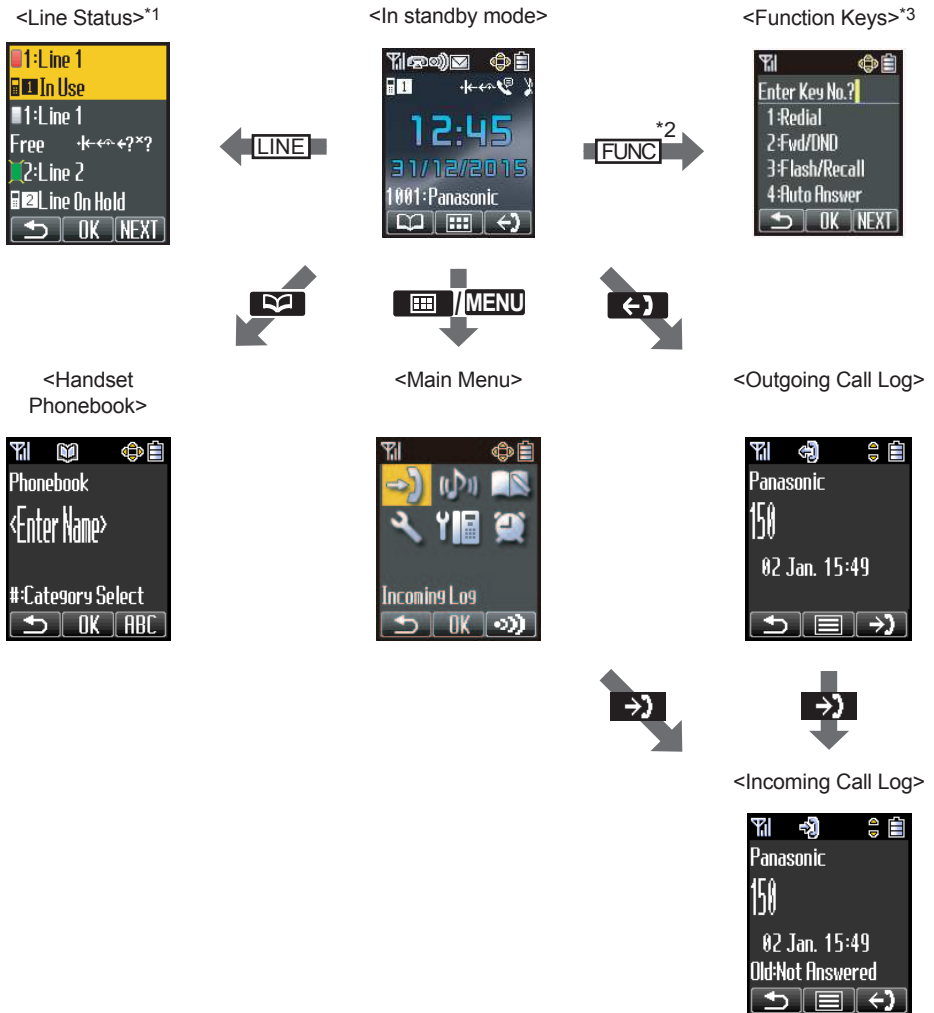 <Line Status>*1
<In standby mode>
<Function Keys>*3
1:Line 1
1 In Use
1:Line 1
Free ?×?
2:Line 2
2 Line On Hold
OK NEXT
LINE
1
12:45
31/12/2015
1001:Panasonic
*2
FUNC
Enter Key No.?
1:Redial
2:Fwd/DND
3:Flash/Recall
4:Auto Answer
OK NEXT
/MENU
<Handset
Phonebook>
<Main Menu>
<Outgoing Call Log>
Phonebook
<Enter Name>
#:Category Select
OK ABC
Incoming Log
OK
Panasonic
150
02 Jan. 15:49
<Incoming Call Log>
Panasonic
150
02 Jan. 15:49
Old:Not Answered